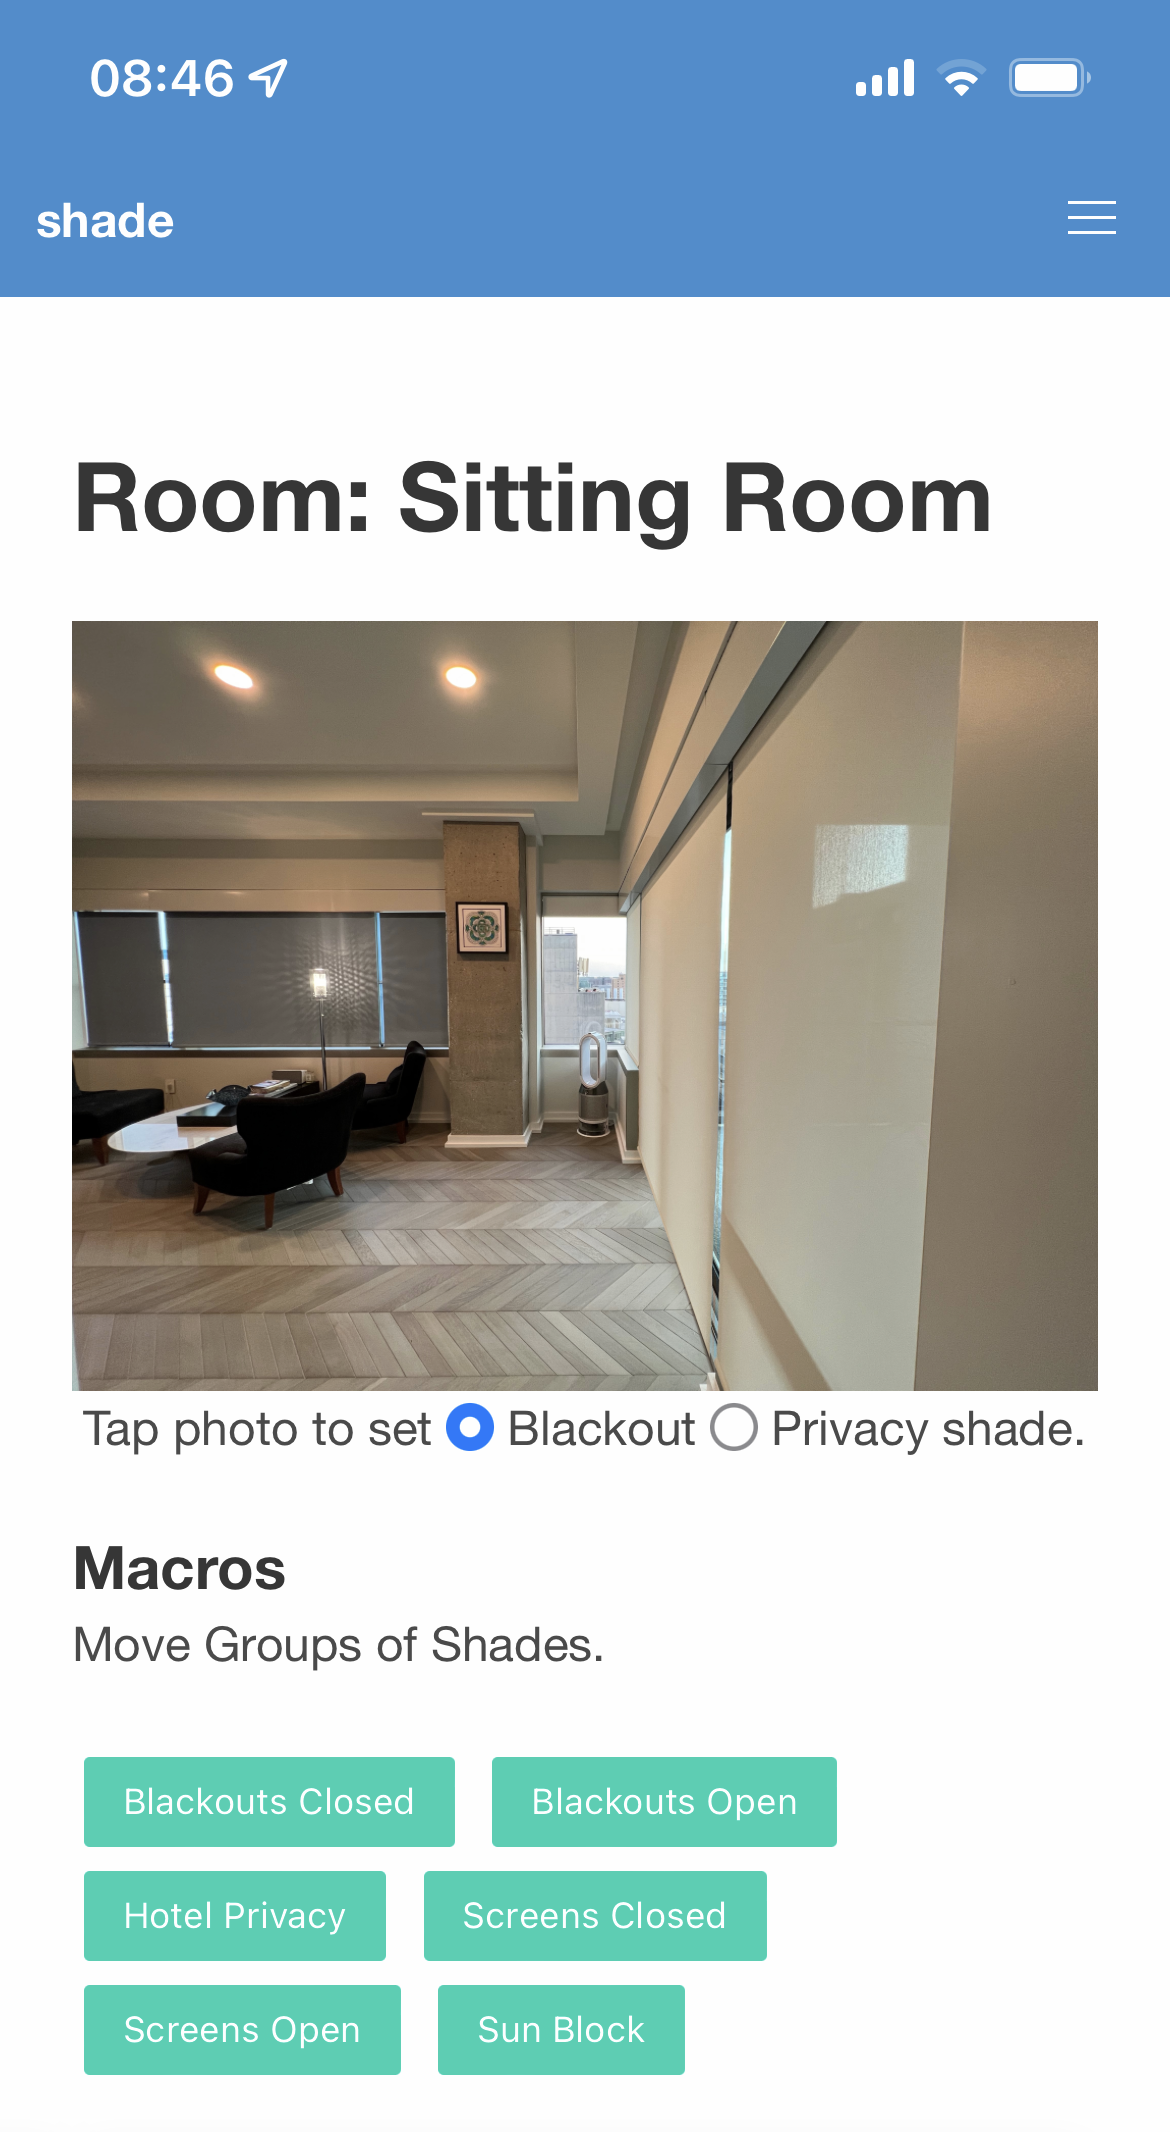 08:46
shade
Room: Sitting Room
Tap photo to set Blackout Privacy shade.
Macros
Move Groups of Shades.
Blackouts Closed Blackouts Open
Hotel Privacy Screens Closed
Screens Open Sun Block